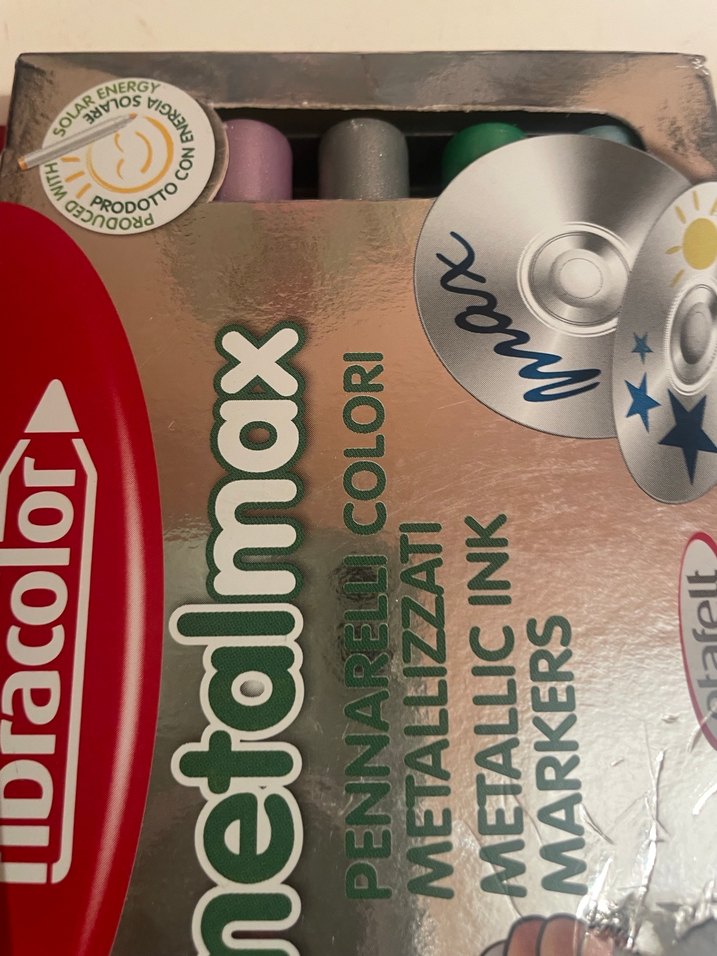 PRODUCED WITH SOLAR ENERGY
PRODOTTO CON ENERGIA SOLARE
fibracolor
metalmax
PENNARELLI COLORI
METALLIZZATI
METALLIC INK
MARKERS
max